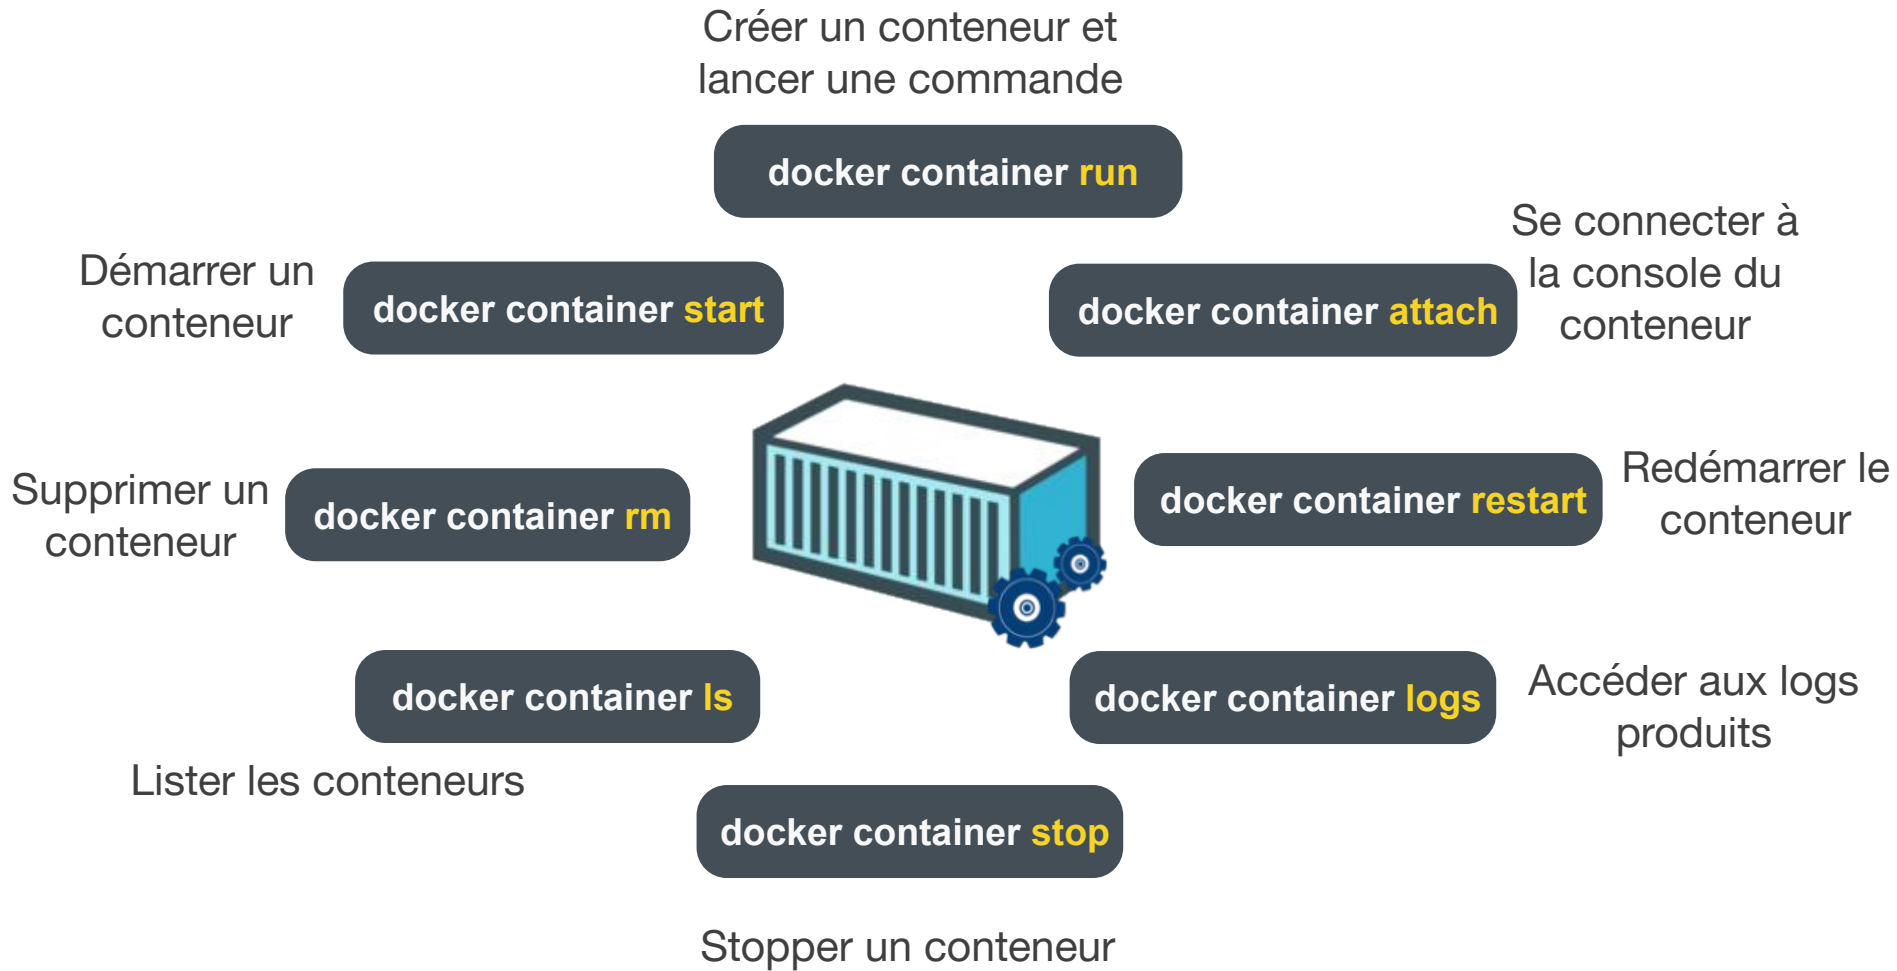 Créer un conteneur et
lancer une commande
docker container run
Démarrer un
conteneur
docker container start
docker container attach
Se connecter à
la console du
conteneur
Supprimer un
conteneur
docker container rm
docker container restart
Redémarrer le
conteneur
docker container ls
Lister les conteneurs
docker container logs
Accéder aux logs
produits
docker container stop
Stopper un conteneur